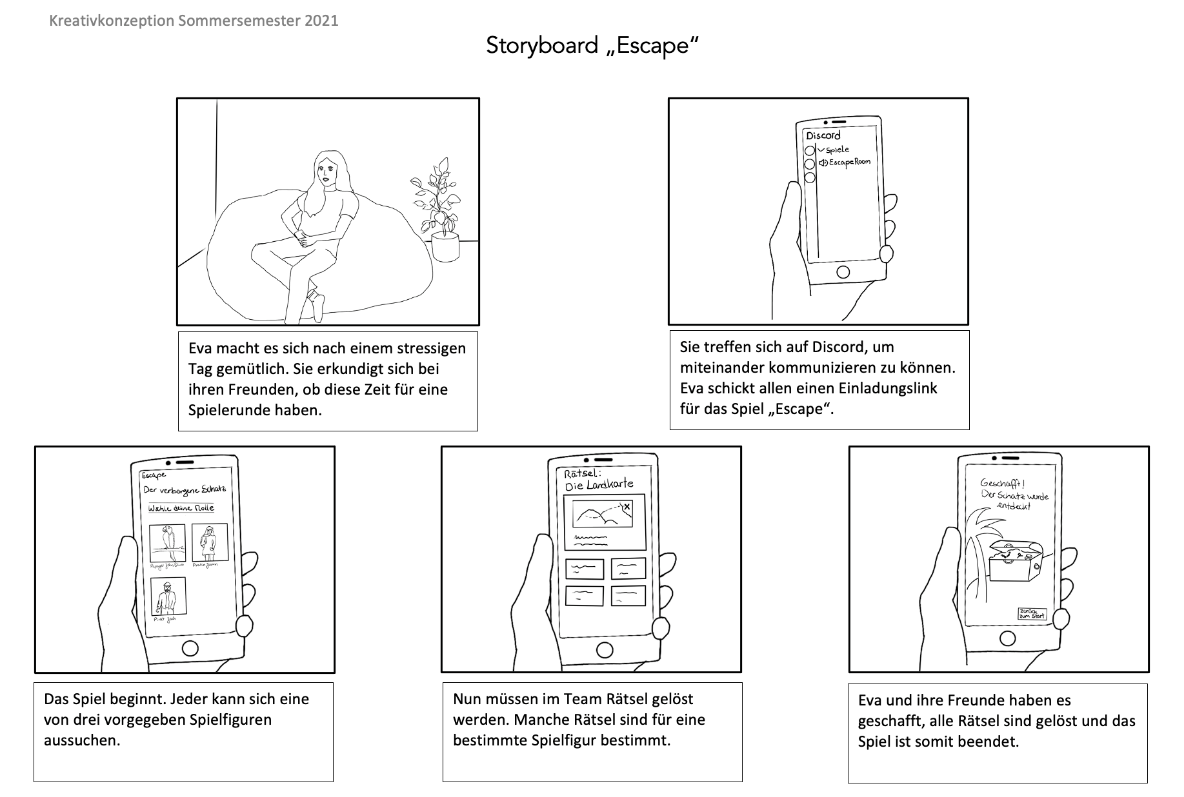 Kreativkonzeption Sommersemester 2021
Storyboard „Escape“
Discord
Spiele
EscapeRoom
Eva macht es sich nach einem stressigen
Tag gemütlich. Sie erkundigt sich bei
ihren Freunden, ob diese Zeit für eine
Spielerunde haben.
Sie treffen sich auf Discord, um
miteinander kommunizieren zu können.
Eva schickt allen einen Einladungslink
für das Spiel „Escape“.
Escape
Der verborgene Schatz
Wähle deine Rolle
Das Spiel beginnt. Jeder kann sich eine
von drei vorgegeben Spielfiguren
aussuchen.
Rätsel:
Die Landkarte
x
Nun müssen im Team Rätsel gelöst
werden. Manche Rätsel sind für eine
bestimmte Spielfigur bestimmt.
Geschafft!
Der Schatz wurde
entdeckt
Zurück
zum Start
Eva und ihre Freunde haben es
geschafft, alle Rätsel sind gelöst und das
Spiel ist somit beendet.